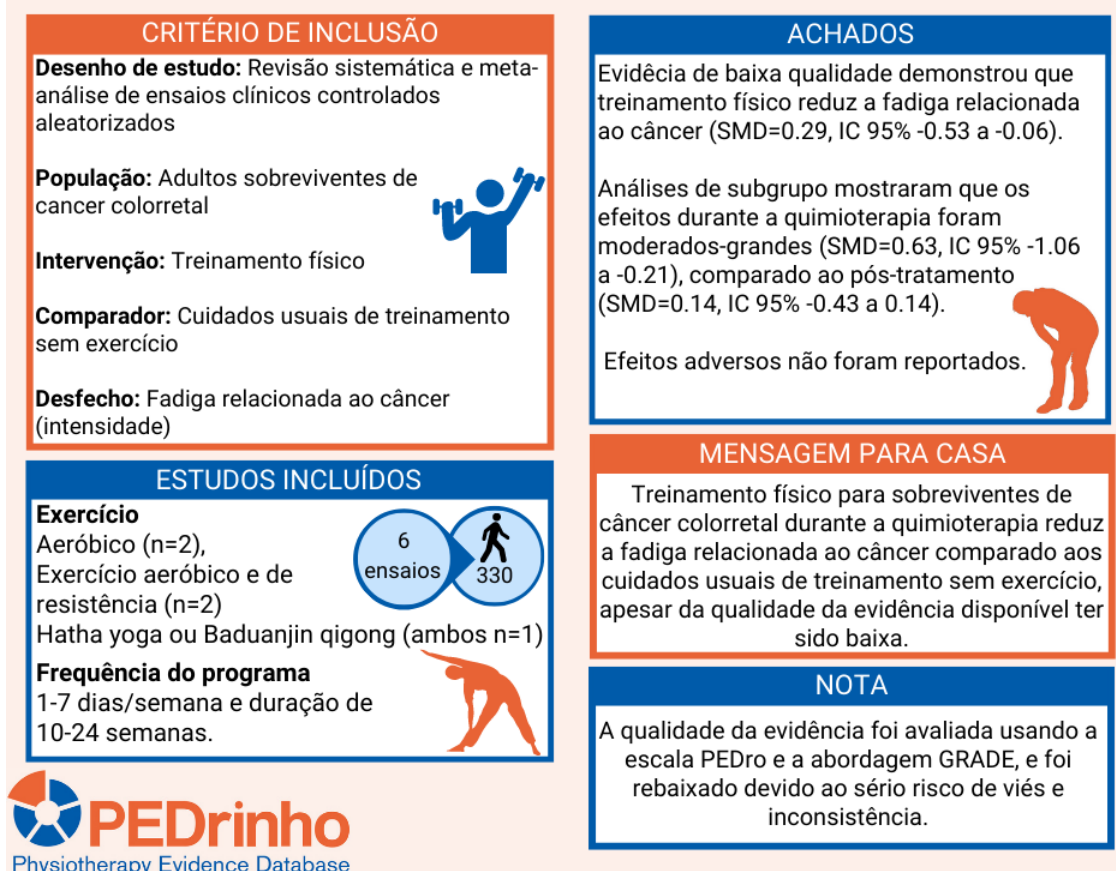 CRITÉRIO DE INCLUSÃO
Desenho de estudo: Revisão sistemática e meta-
análise de ensaios clínicos controlados
aleatorizados
População: Adultos sobreviventes de
cancer colorretal
Intervenção: Treinamento físico
Comparador: Cuidados usuais de treinamento
sem exercício
Desfecho: Fadiga relacionada ao câncer
(intensidade)
ESTUDOS INCLUÍDOS
Exercício
Aeróbico (n=2),
Exercício aeróbico e de
resistência (n=2)
Hatha yoga ou Baduanjin qigong (ambos n=1)
6
ensaios
330
Frequência do programa
1-7 dias/semana e duração de
10-24 semanas.
PEDrinho
Physiotherapy Evidence Database
ACHADOS
Evidêcia de baixa qualidade demonstrou que
treinamento físico reduz a fadiga relacionada
ao câncer (SMD=0.29, IC 95% -0.53 a -0.06).
Análises de subgrupo mostraram que os
efeitos durante a quimioterapia foram
moderados-grandes (SMD=0.63, IC 95% -1.06
a -0.21), comparado ao pós-tratamento
(SMD=0.14, IC 95% -0.43 a 0.14).
Efeitos adversos não foram reportados.
MENSAGEM PARA CASA
Treinamento físico para sobreviventes de
câncer colorretal durante a quimioterapia reduz
a fadiga relacionada ao câncer comparado aos
cuidados usuais de treinamento sem exercício,
apesar da qualidade da evidência disponível ter
sido baixa.
NOTA
A qualidade da evidência foi avaliada usando a
escala PEDro e a abordagem GRADE, e foi
rebaixado devido ao sério risco de viés e
inconsistência.